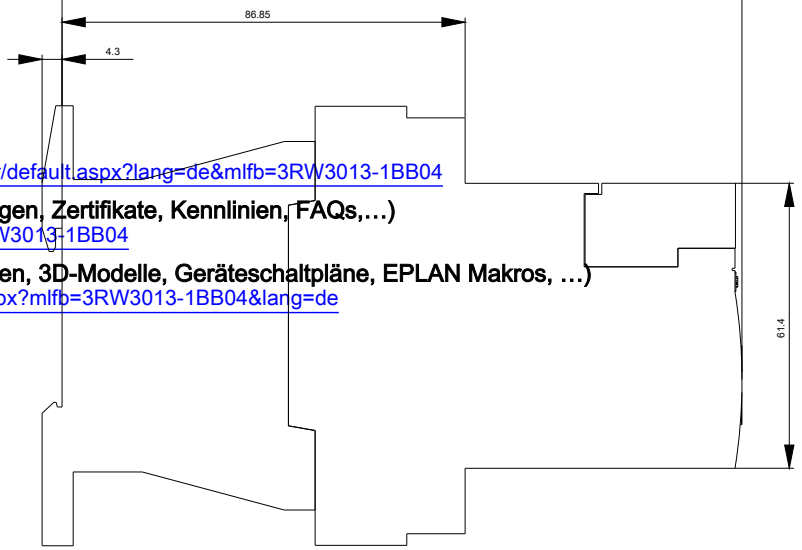 86.85
4.3
/default.aspx?lang=de&mlfb=3RW3013-1BB04
gen, Zertifikate, Kennlinien, FAQs,…)
W3013-1BB04
en, 3D-Modelle, Geräteschaltpläne, EPLAN Makros, …)
px?mlfb=3RW3013-1BB04&lang=de
61.4